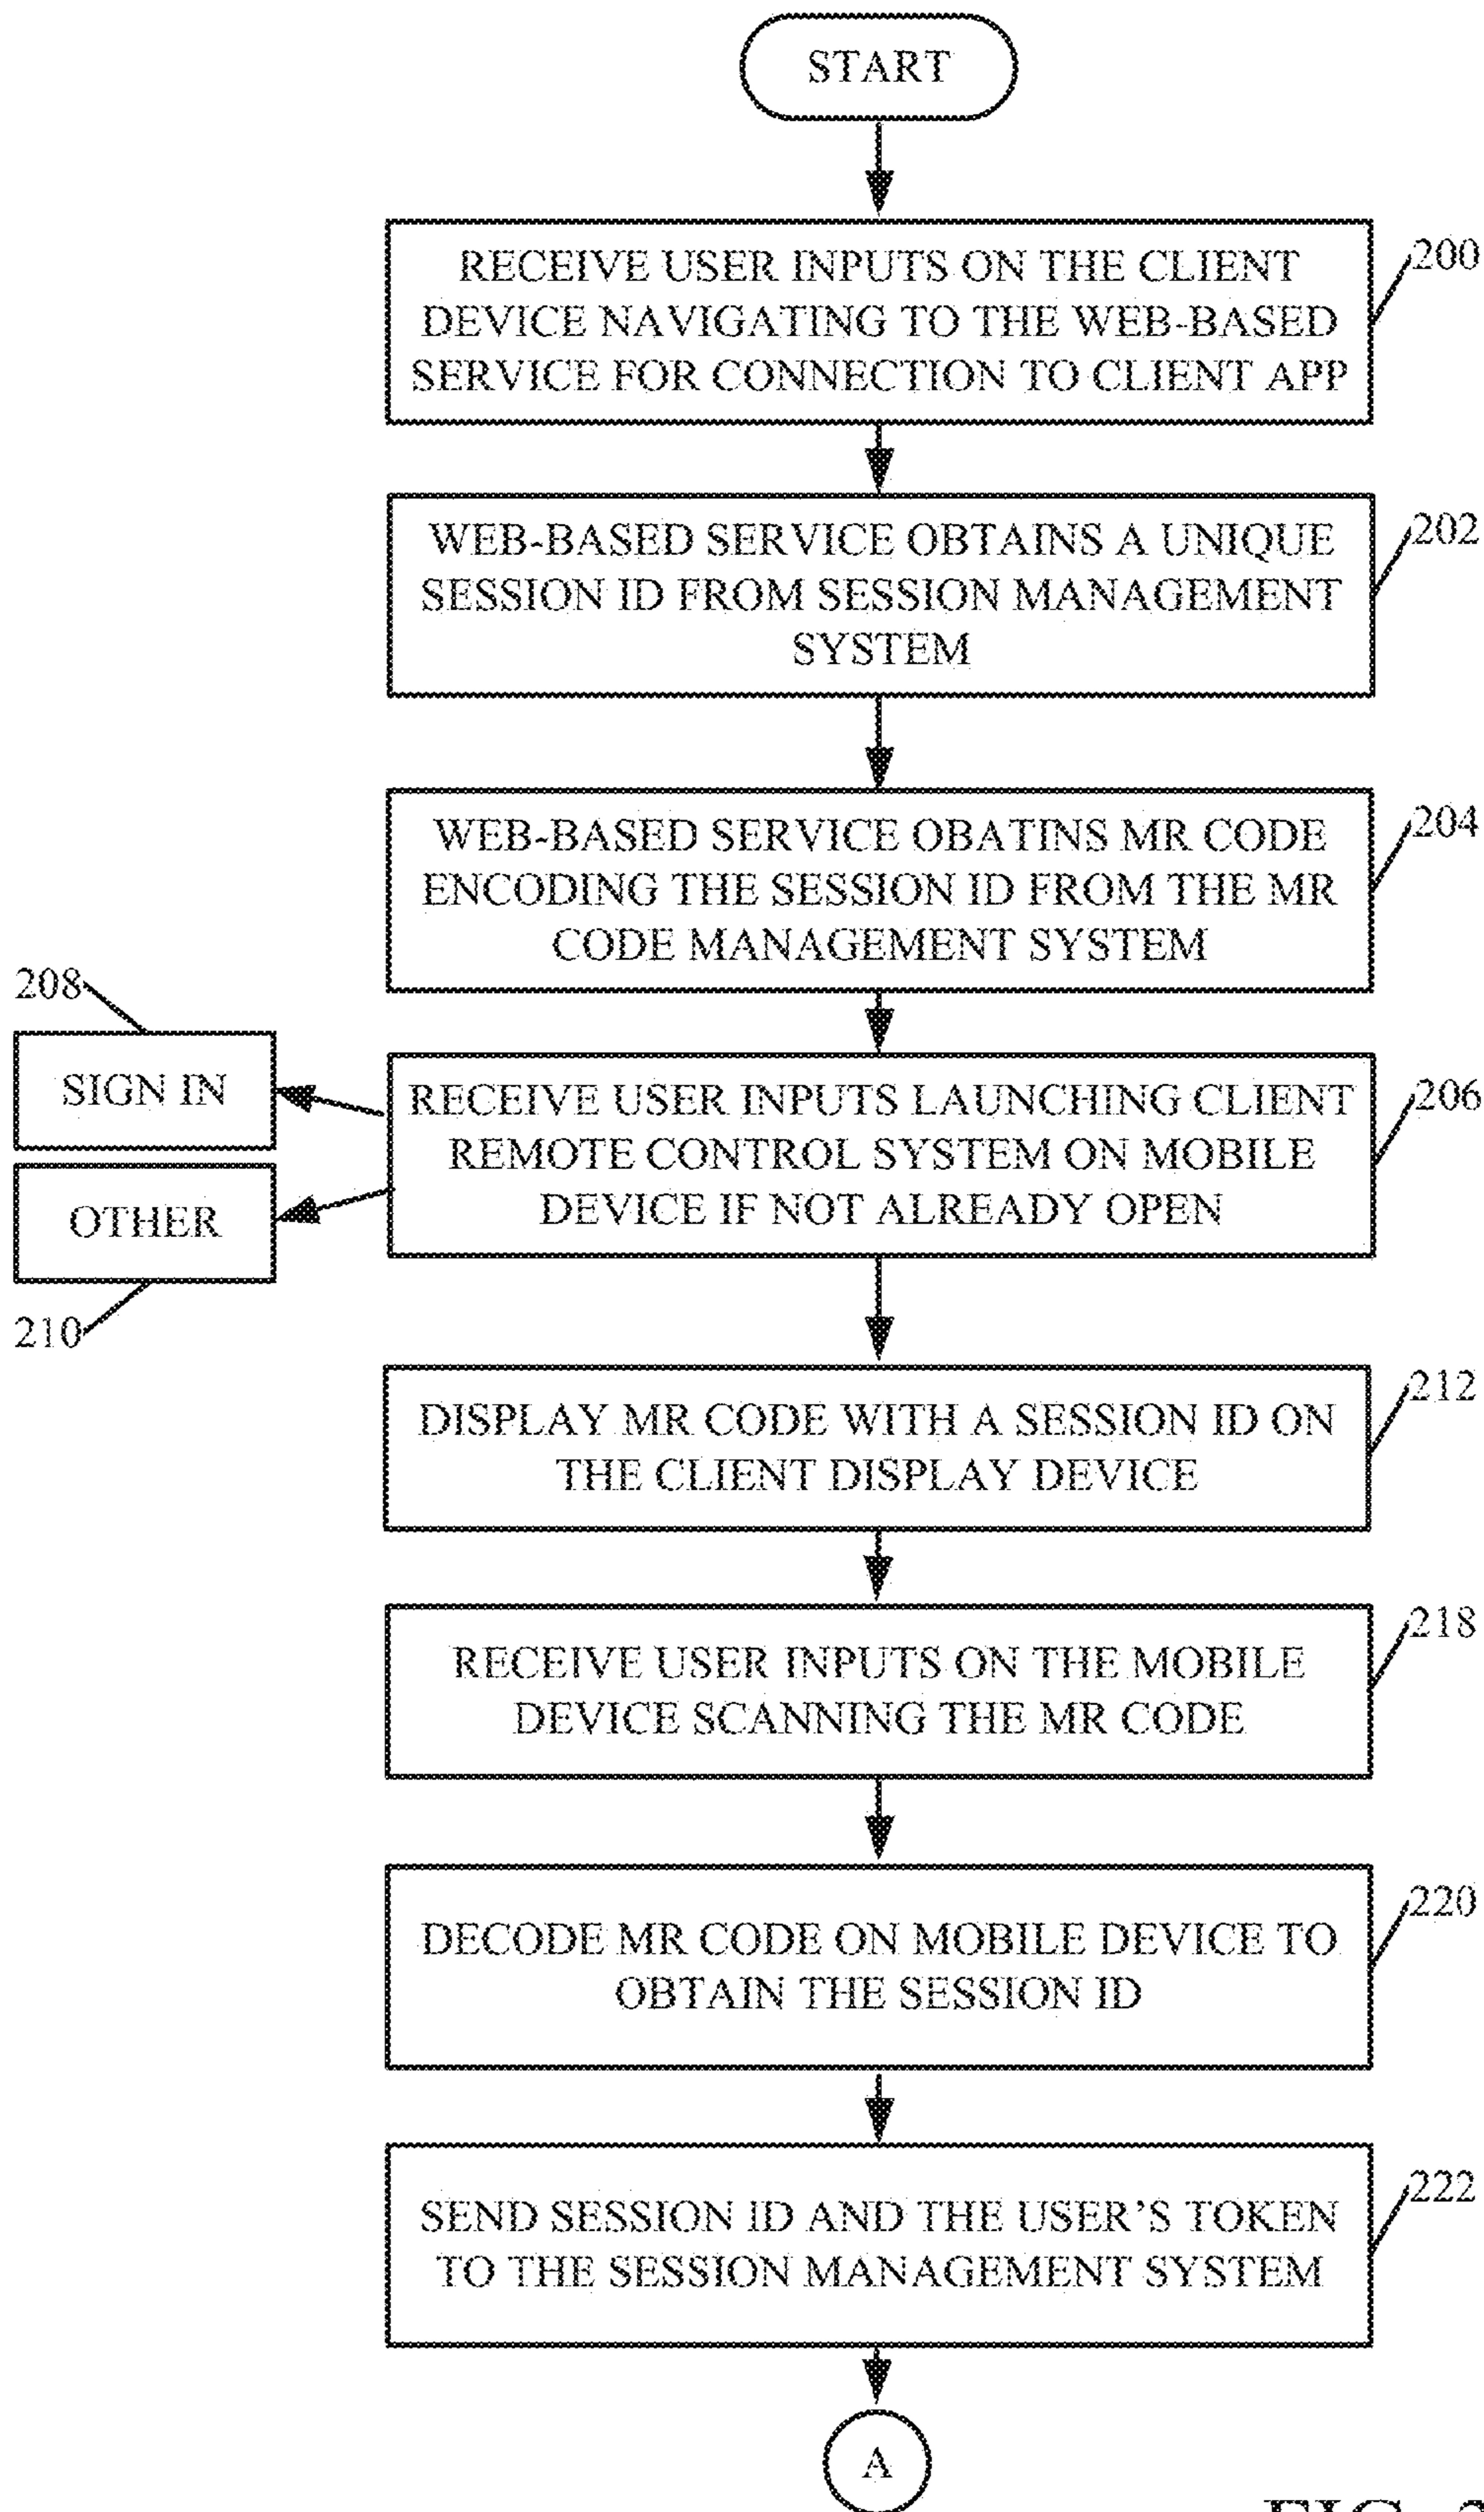 START
RECEIVE USER INPUTS ON THE CLIENT
DEVICE NAVIGATING TO THE WEB-BASED
SERVICE FOR CONNECTION TO CLIENT APP
200
WEB-BASED SERVICE OBTAINS A UNIQUE
SESSION ID FROM SESSION MANAGEMENT
SYSTEM
202
WEB-BASED SERVICE OBATINS MR CODE
ENCODING THE SESSION ID FROM THE MR
CODE MANAGEMENT SYSTEM
204
208
SIGN IN
RECEIVE USER INPUTS LAUNCHING CLIENT
REMOTE CONTROL SYSTEM ON MOBILE
DEVICE IF NOT ALREADY OPEN
206
OTHER
210
DISPLAY MR CODE WITH A SESSION ID ON
THE CLIENT DISPLAY DEVICE
212
RECEIVE USER INPUTS ON THE MOBILE
DEVICE SCANNING THE MR CODE
218
DECODE MR CODE ON MOBILE DEVICE TO
OBTAIN THE SESSION ID
220
SEND SESSION ID AND THE USER'S TOKEN
TO THE SESSION MANAGEMENT SYSTEM
222
A